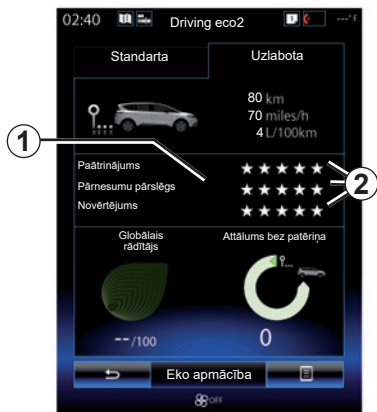 02:40 Driving eco2 1 ---°F
Standarta Uzlabota
80 km
70 miles/h
4 L/100km
1
Paātrinājums
Pārnesumu pārslēgs
Novērtējums
2
Globālais
rādītājs
Attālums bez patēriņa
--/100
0
Eko apmācība
OFF